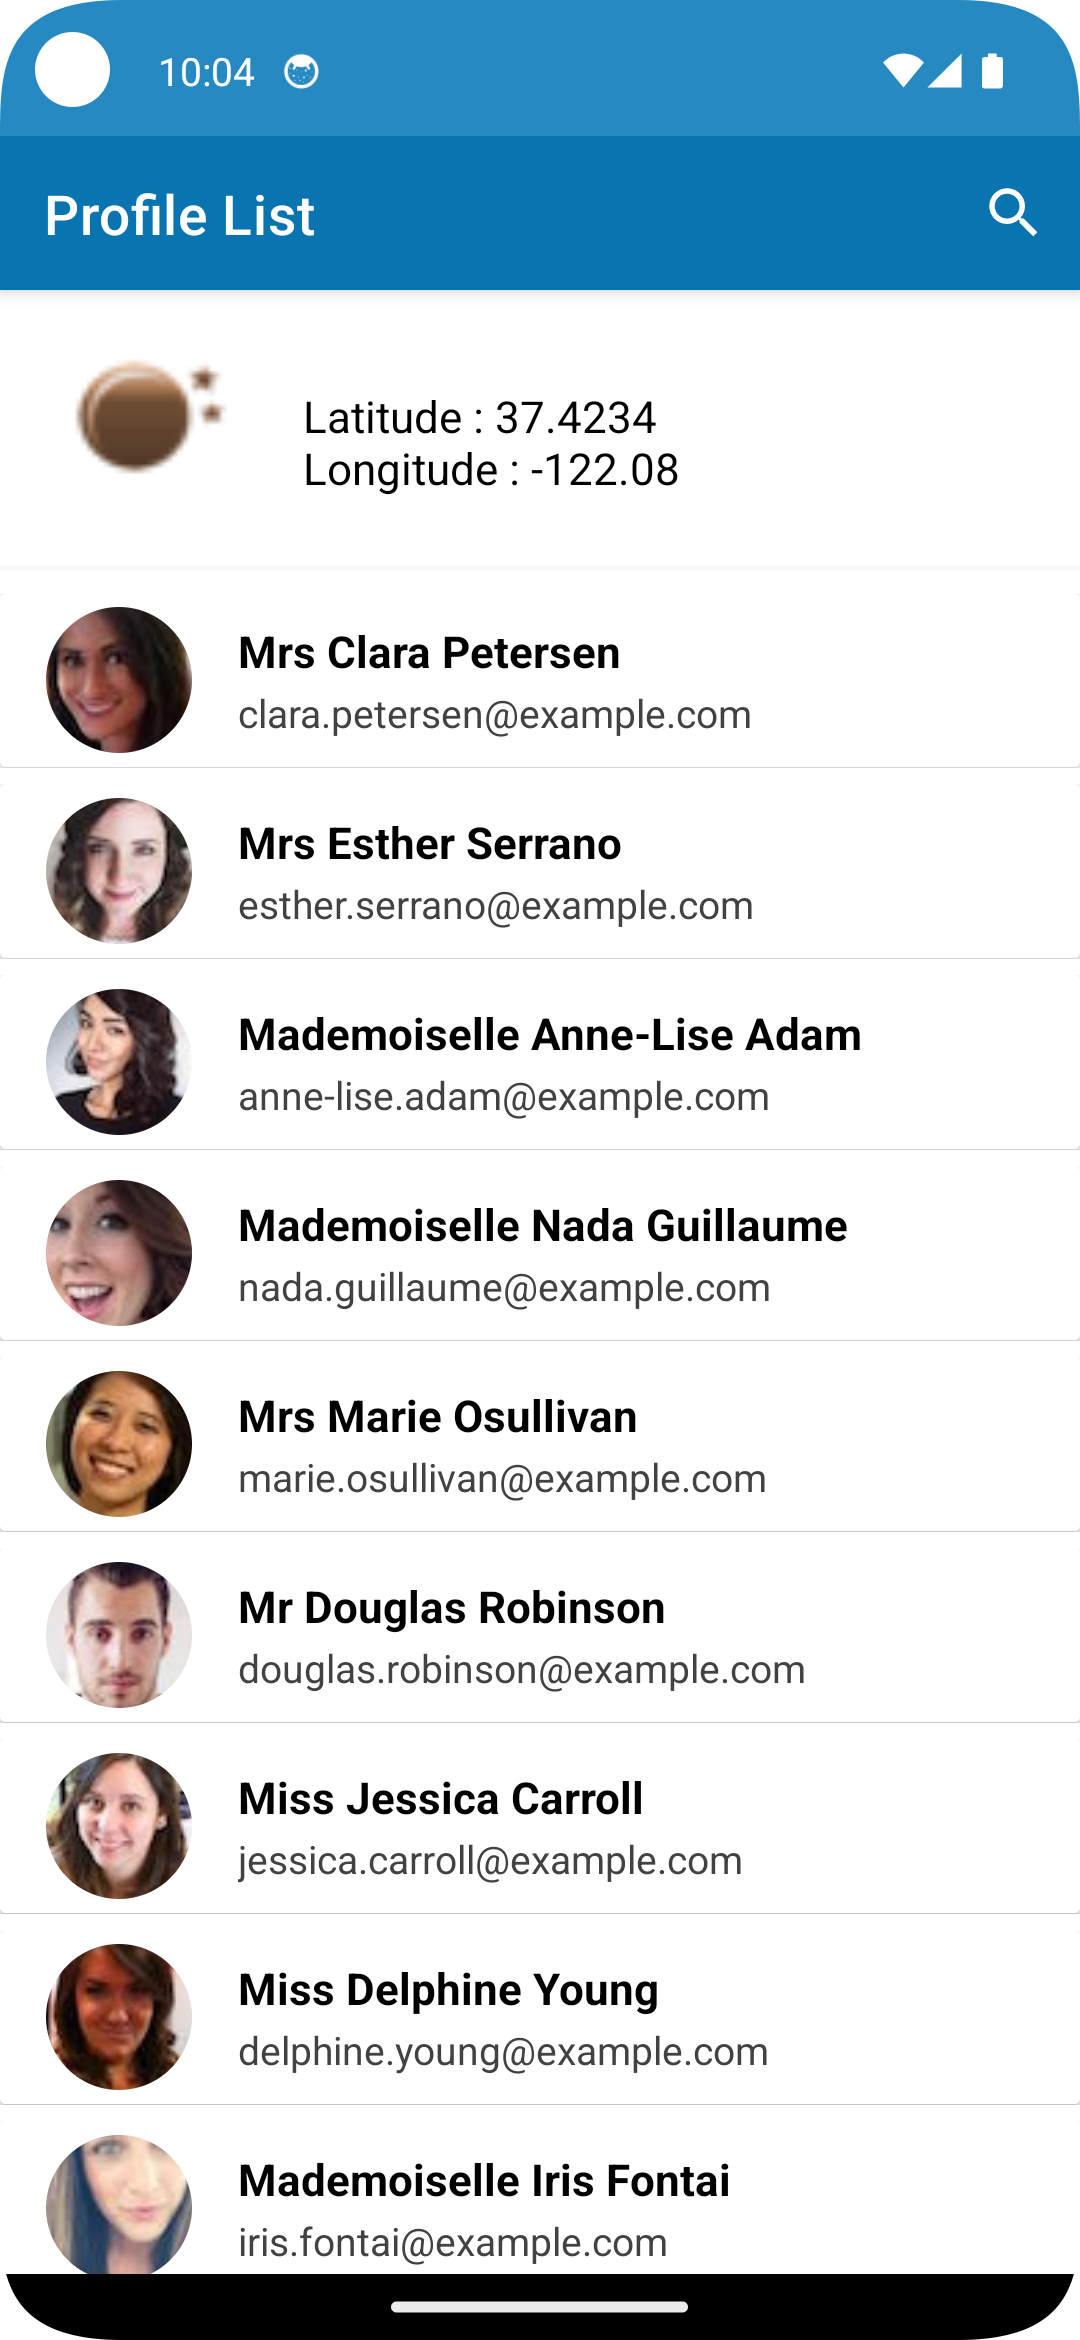 10:04
Profile List
Latitude : 37.4234
Longitude : -122.08
Mrs Clara Petersen
clara.petersen@example.com
Mrs Esther Serrano
esther.serrano@example.com
Mademoiselle Anne-Lise Adam
anne-lise.adam@example.com
Mademoiselle Nada Guillaume
nada.guillaume@example.com
Mrs Marie Osullivan
marie.osullivan@example.com
Mr Douglas Robinson
douglas.robinson@example.com
Miss Jessica Carroll
jessica.carroll@example.com
Miss Delphine Young
delphine.young@example.com
Mademoiselle Iris Fontai
iris.fontai@example.com